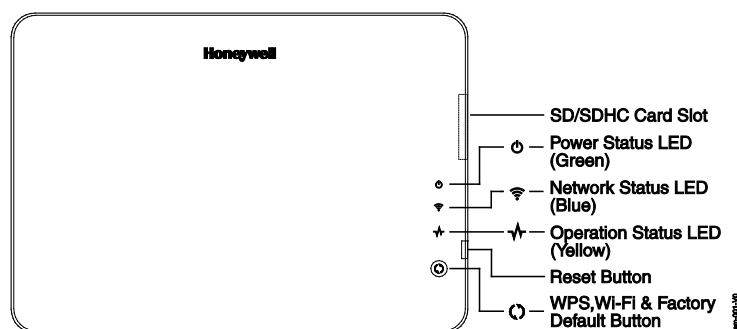 Honeywell
SD/SDHC Card Slot
Power Status LED
(Green)
Network Status LED
(Blue)
Operation Status LED
(Yellow)
Reset Button
WPS,Wi-Fi & Factory
Default Button